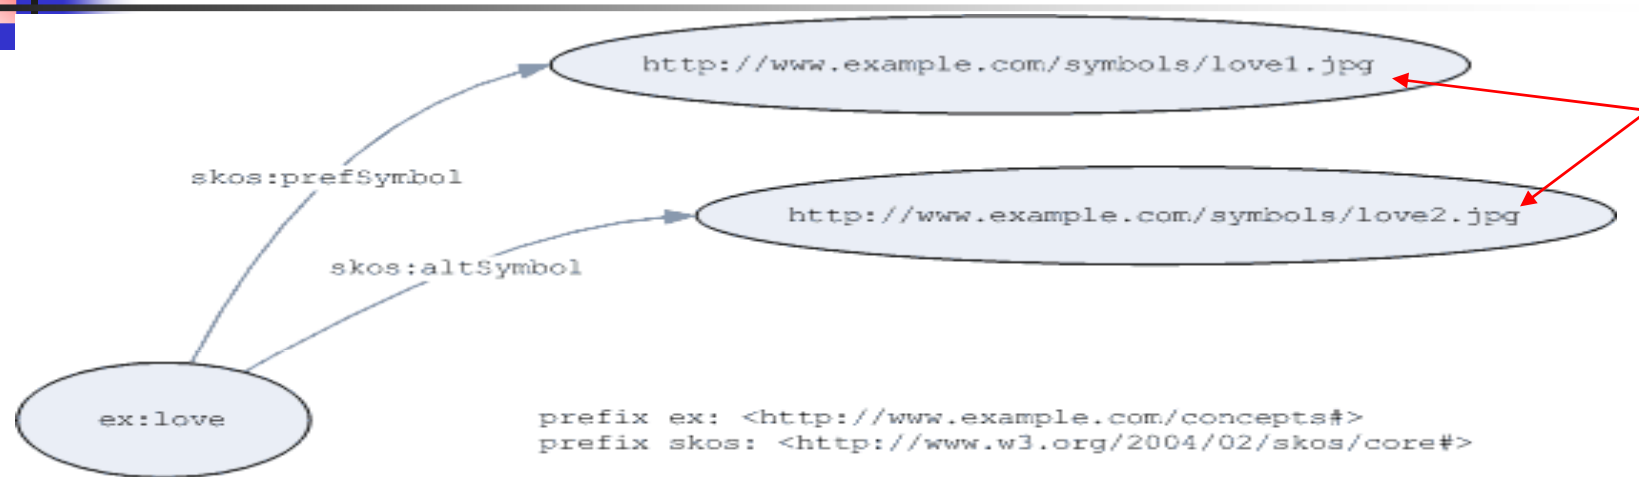 http://www.example.com/symbols/love1.jpg
skos:prefSymbol
http://www.example.com/symbols/love2.jpg
skos:altSymbol
ex:love
prefix ex: <http://www.example.com/concepts#>
prefix skos: <http://www.w3.org/2004/02/skos/core#>